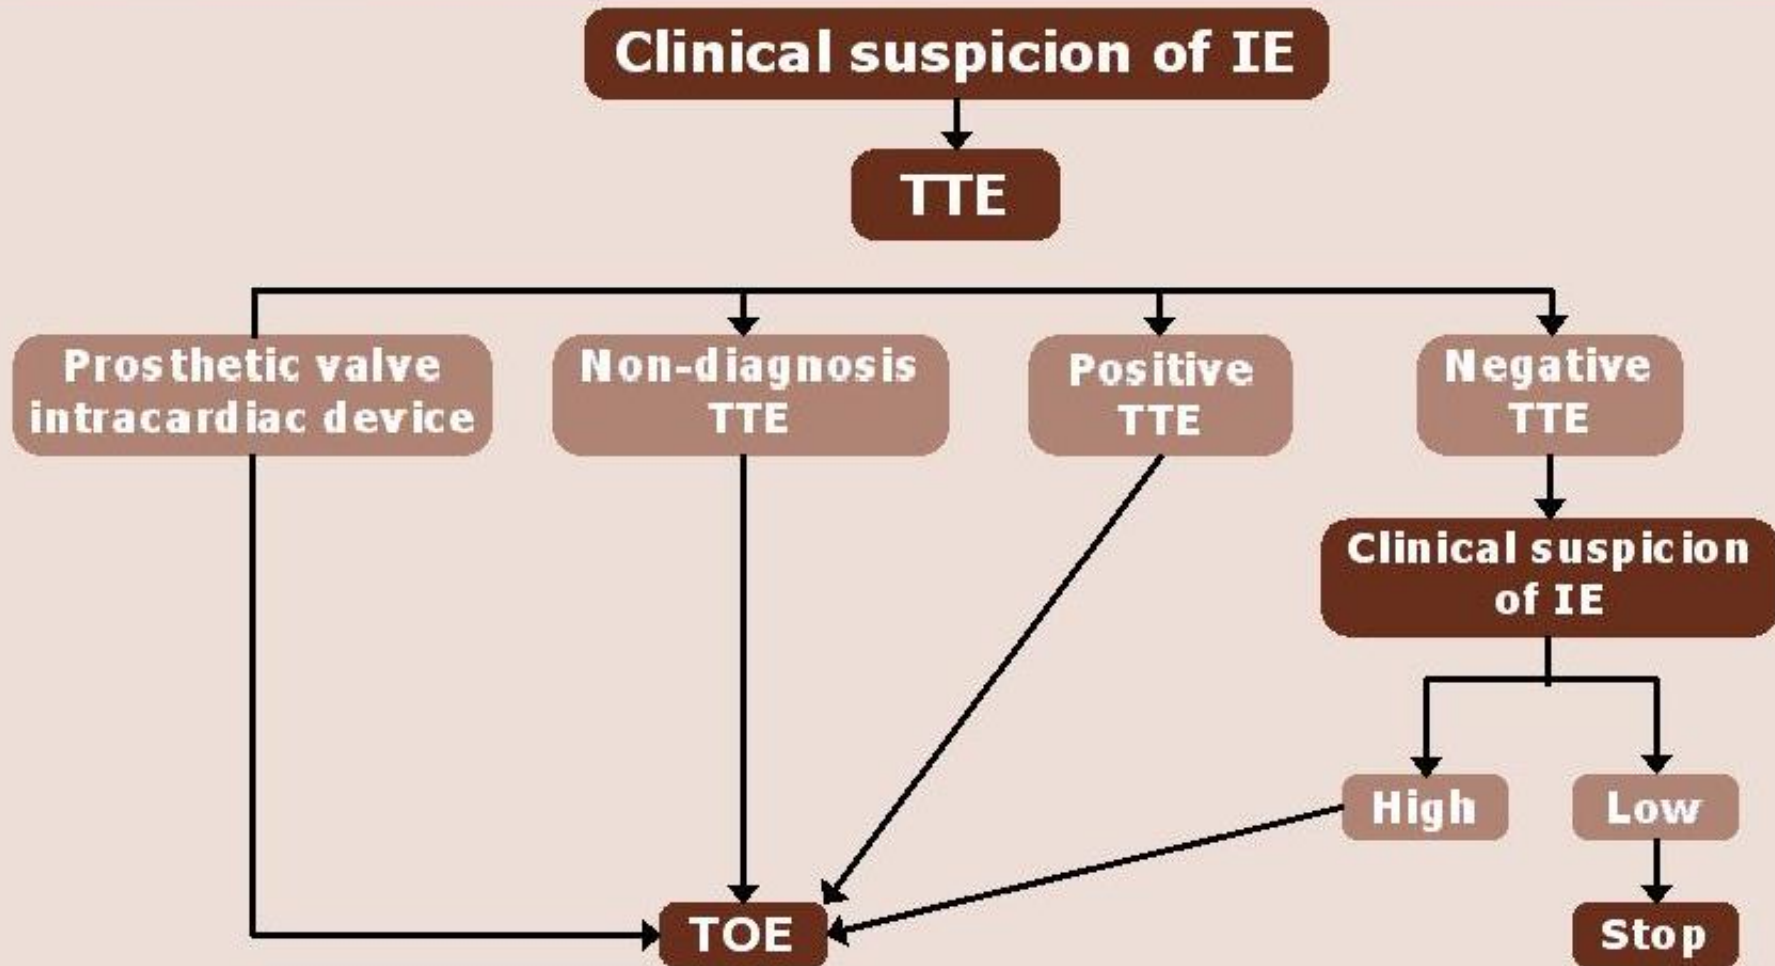 Clinical suspicion of IE
TTE
Prosthetic valve
intracardiac device
Non-diagnosis
TTE
Positive
TTE
Negative
TTE
Clinical suspicion
of IE
High
Low
TOE
Stop